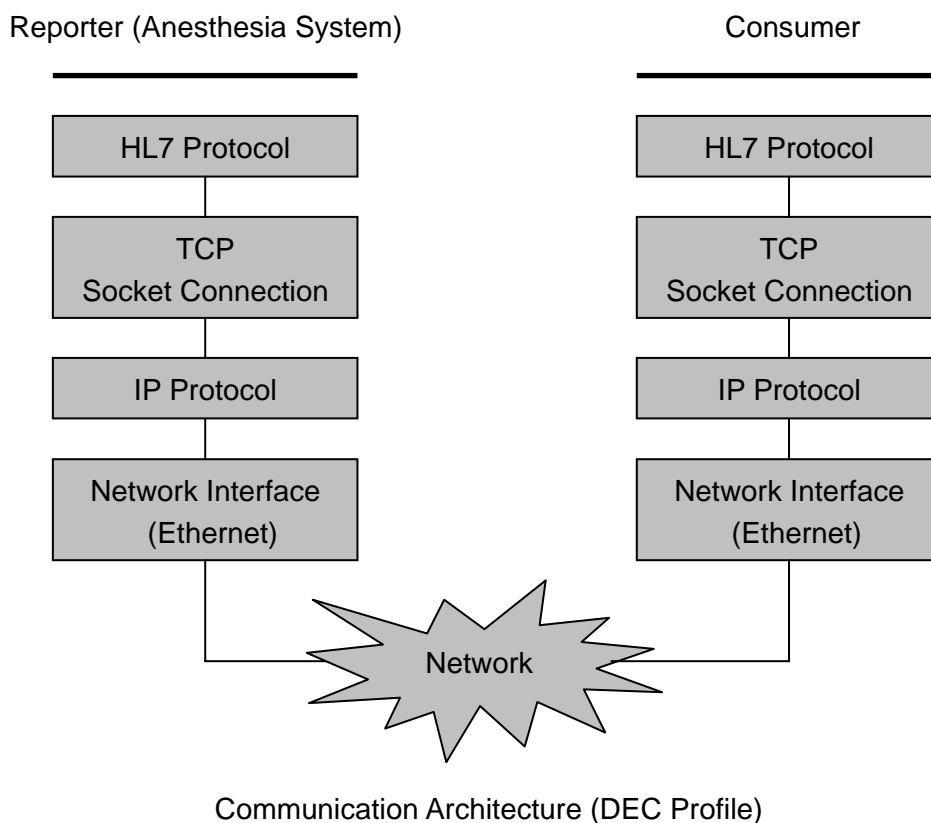 Reporter (Anesthesia System)
Consumer
HL7 Protocol
TCP
Socket Connection
IP Protocol
Network Interface
(Ethernet)
HL7 Protocol
TCP
Socket Connection
IP Protocol
Network Interface
(Ethernet)
Network
Communication Architecture (DEC Profile)